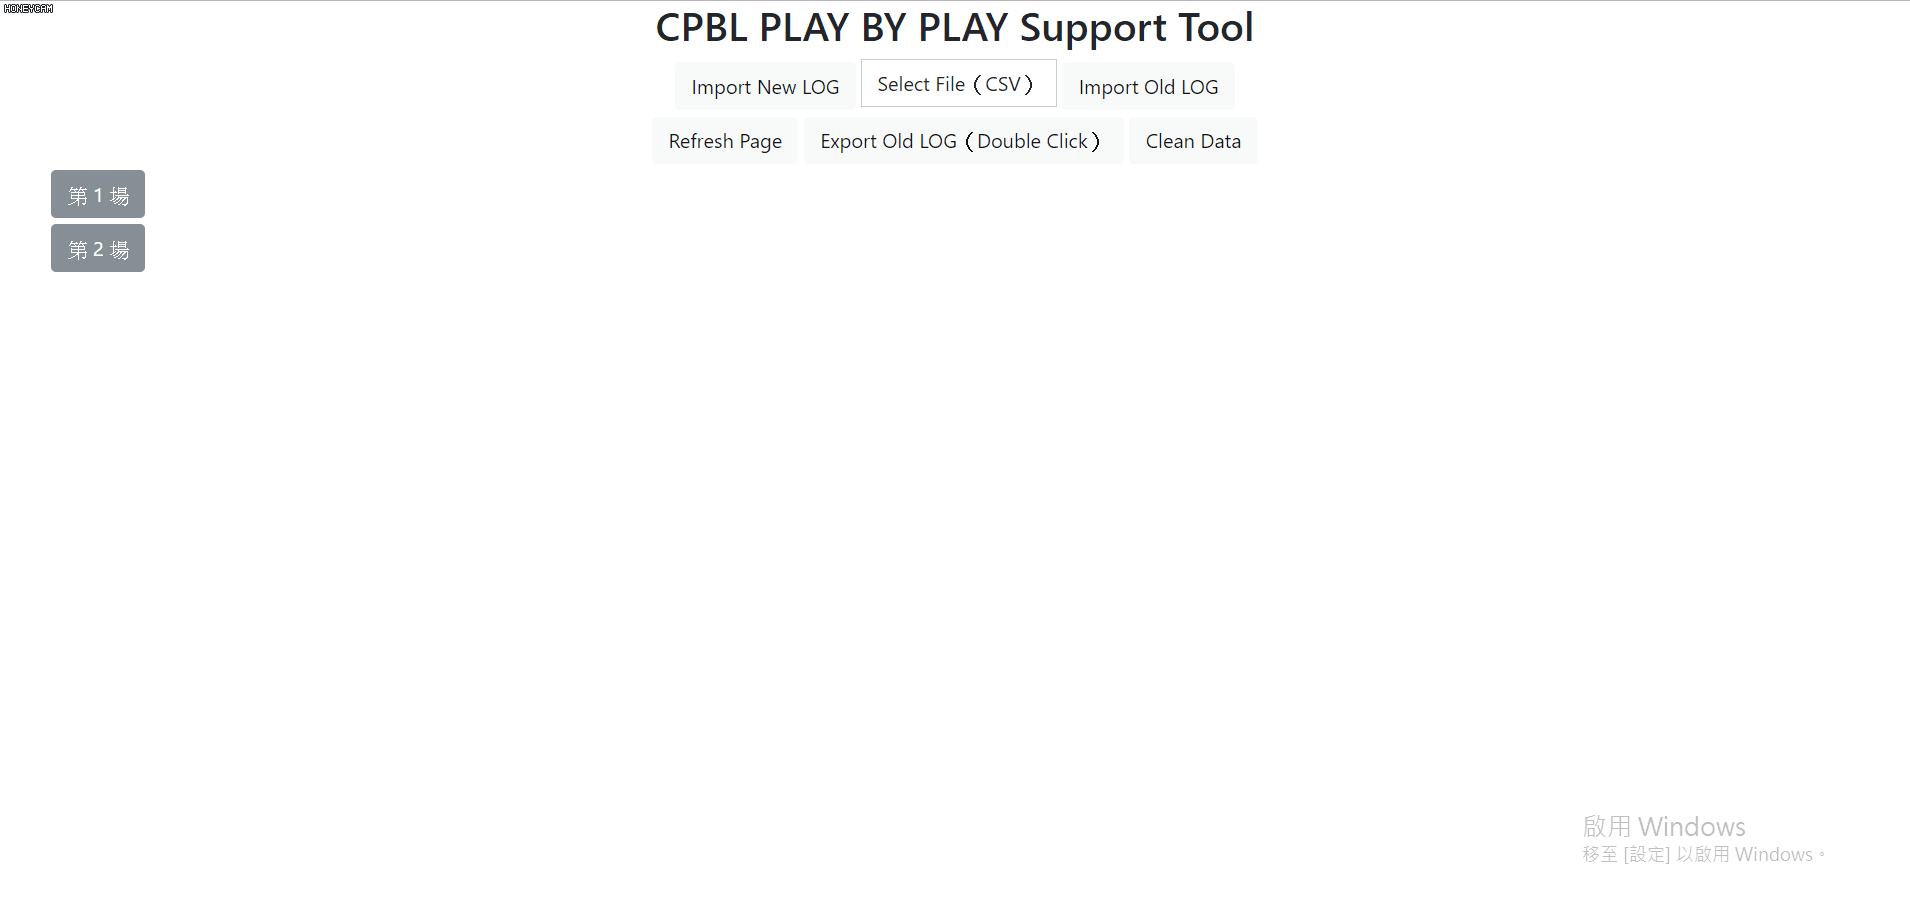 HONEYCAM
CPBL PLAY BY PLAY Support Tool
Import New LOG Select File（CSV） Import Old LOG
Refresh Page Export Old LOG（Double Click） Clean Data
第 1 場
第 2 場
啟用 Windows
移至 [設定] 以啟用 Windows。